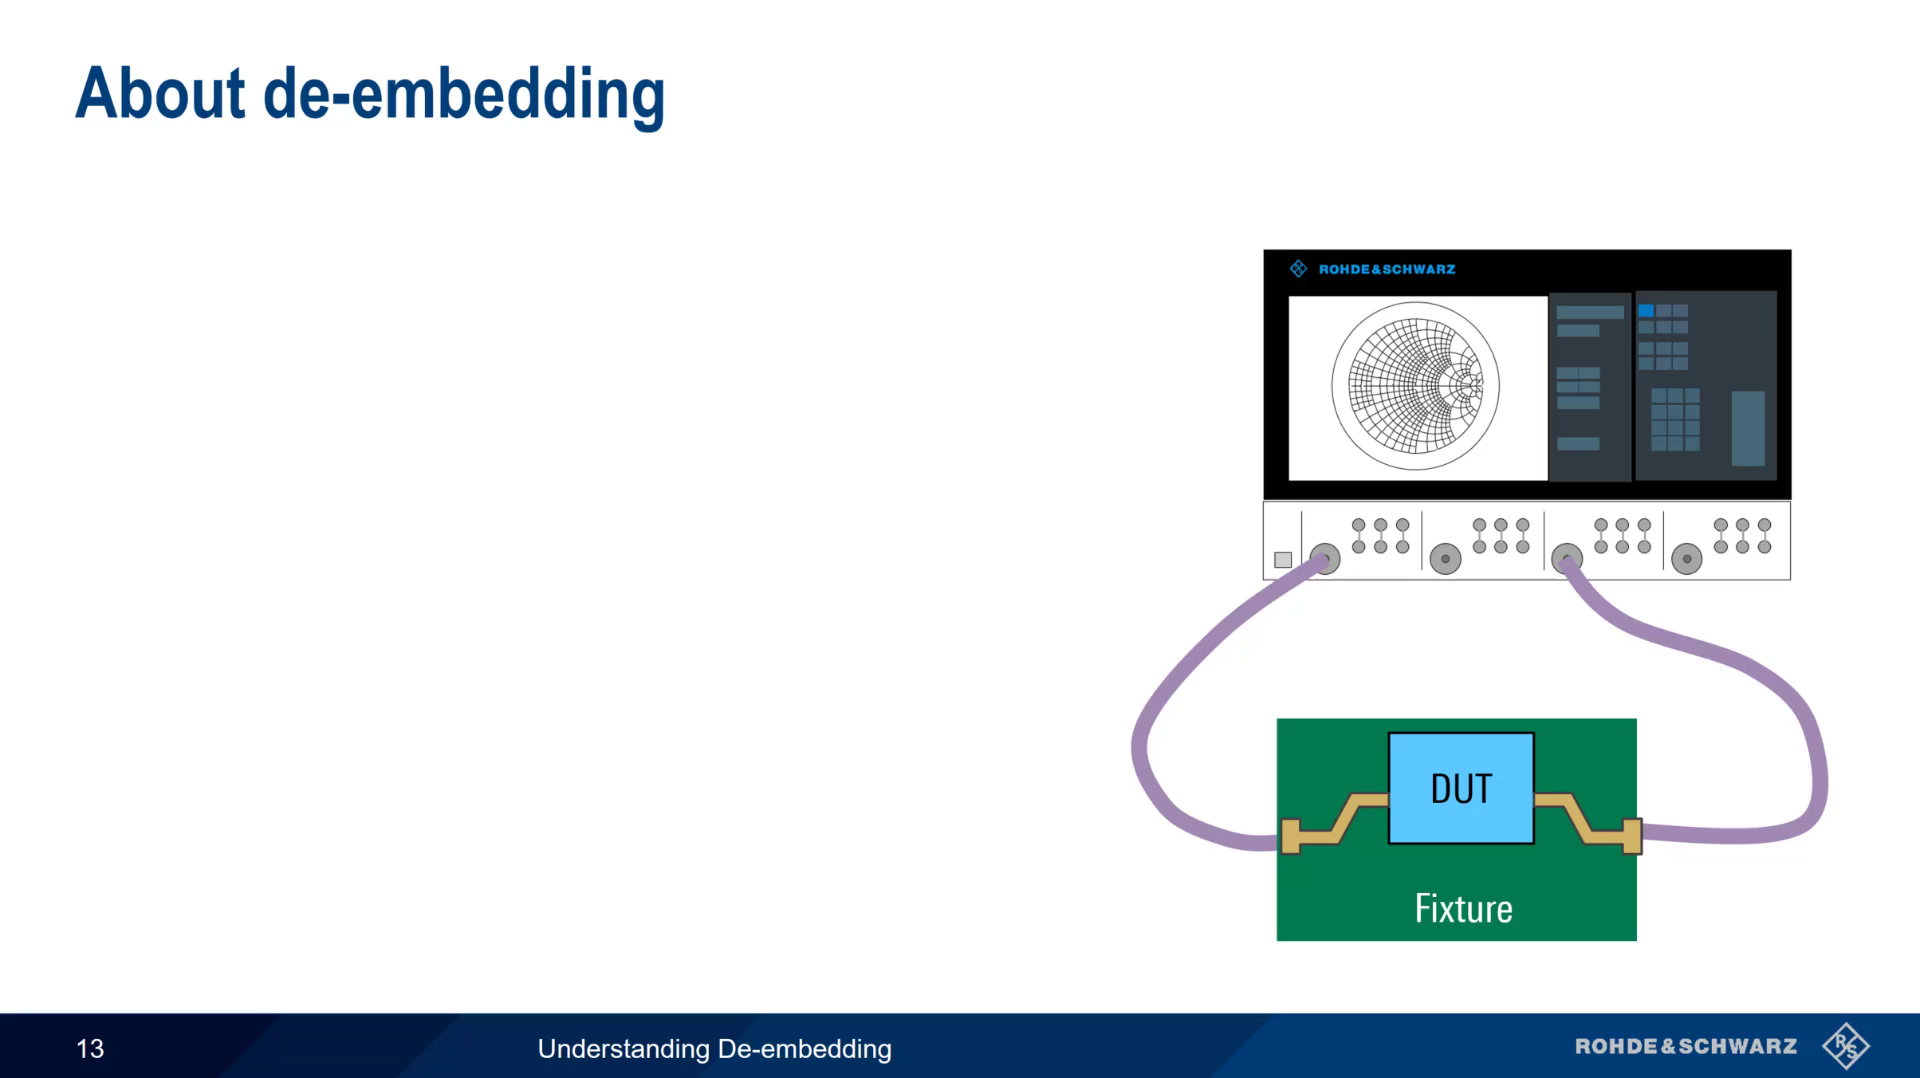 About de-embedding
ROHDE&SCHWARZ
DUT
Fixture
13
Understanding De-embedding
ROHDE&SCHWARZ
R
S